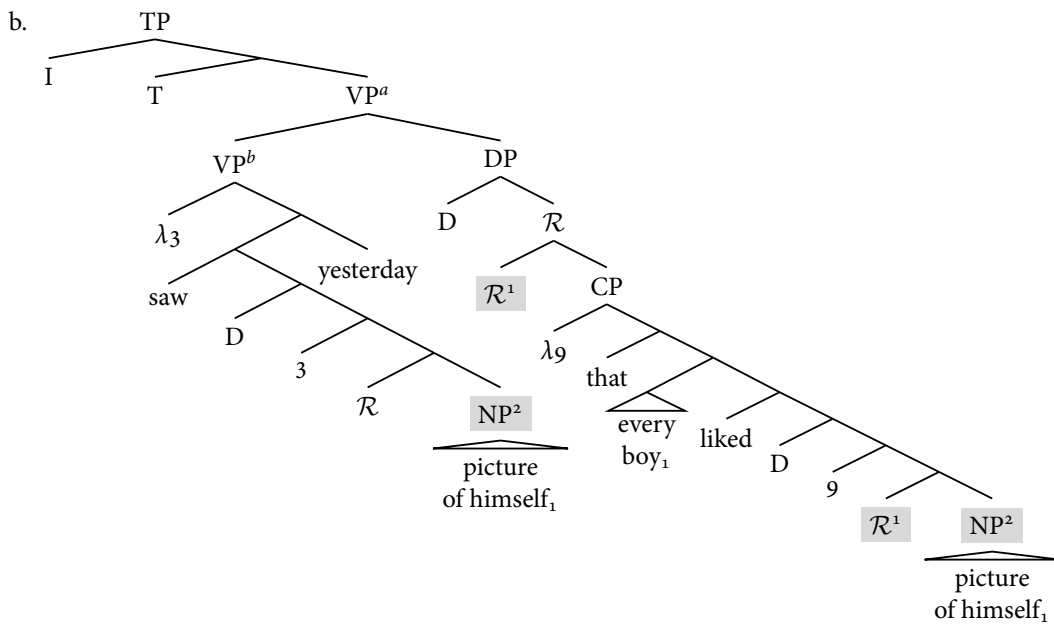 b.
TP
I
T
VPᵃ
VPᵇ
DP
λ3
D
ℛ
saw
yesterday
ℛ¹
CP
D
λ9
3
that
ℛ
NP²
every
boy₁
liked
D
picture
of himself₁
9
ℛ¹
NP²
picture
of himself₁